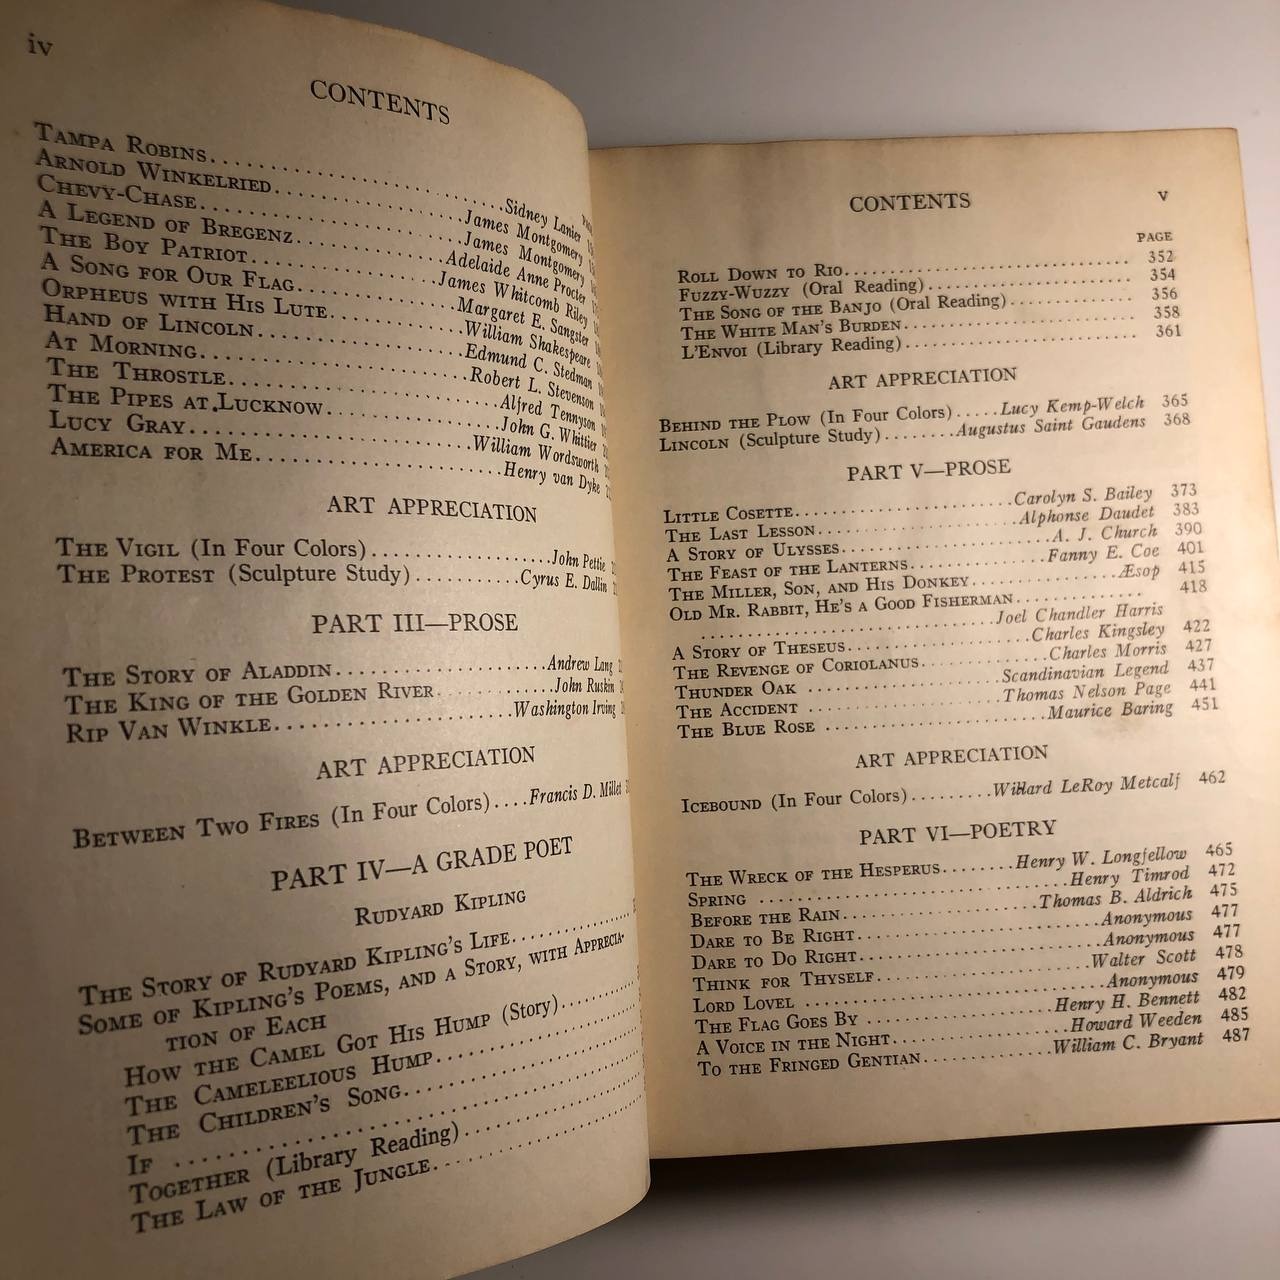 iv
CONTENTS
TAMPA ROBINS................Sidney Lanier
ARNOLD WINKELRIED................James Montgomery
CHEVY-CHASE................James Montgomery
A LEGEND OF BREGENZ................Adelaide Anne Procter
THE BOY PATRIOT................James Whitcomb Riley
A SONG FOR OUR FLAG................Margaret E. Sangster
ORPHEUS WITH HIS LUTE................William Shakespeare
HAND OF LINCOLN................Edmund C. Stedman
AT MORNING................Robert L. Stevenson
THE THROSTLE................Alfred Tennyson
THE PIPES AT LUCKNOW................John G. Whittier
LUCY GRAY................William Wordsworth
AMERICA FOR ME................Henry van Dyke
ART APPRECIATION
THE VIGIL (In Four Colors)................John Pettie
THE PROTEST (Sculpture Study)...........Cyrus E. Dallin
PART III—PROSE
THE STORY OF ALADDIN................Andrew Lang
THE KING OF THE GOLDEN RIVER..........John Ruskin
RIP VAN WINKLE................Washington Irving
ART APPRECIATION
BETWEEN TWO FIRES (In Four Colors)....Francis D. Millet
PART IV—A GRADE POET
RUDYARD KIPLING
THE STORY OF RUDYARD KIPLING'S LIFE..........
SOME OF KIPLING'S POEMS, AND A STORY, WITH APPRECIA-
TION OF EACH
HOW THE CAMEL GOT HIS HUMP (Story)......
THE CAMELEELIOUS HUMP................
THE CHILDREN'S SONG................
IF ................
TOGETHER (Library Reading)................
THE LAW OF THE JUNGLE................
CONTENTS v
PAGE
ROLL DOWN TO RIO................ 352
FUZZY-WUZZY (Oral Reading)................ 354
THE SONG OF THE BANJO (Oral Reading)........... 356
THE WHITE MAN'S BURDEN................ 358
L'ENVOI (Library Reading)................ 361
ART APPRECIATION
BEHIND THE PLOW (In Four Colors).....Lucy Kemp-Welch 365
LINCOLN (Sculpture Study)........Augustus Saint Gaudens 368
PART V—PROSE
LITTLE COSETTE................Carolyn S. Bailey 373
THE LAST LESSON................Alphonse Daudet 383
A STORY OF ULYSSES................A. J. Church 390
THE FEAST OF THE LANTERNS............Fanny E. Coe 401
THE MILLER, SON, AND HIS DONKEY................Æsop 415
OLD MR. RABBIT, HE'S A GOOD FISHERMAN............. 418
................Joel Chandler Harris
A STORY OF THESEUS................Charles Kingsley 422
THE REVENGE OF CORIOLANUS...........Charles Morris 427
THUNDER OAK ................Scandinavian Legend 437
THE ACCIDENT ................Thomas Nelson Page 441
THE BLUE ROSE ................Maurice Baring 451
ART APPRECIATION
ICEBOUND (In Four Colors).........Willard LeRoy Metcalf 462
PART VI—POETRY
THE WRECK OF THE HESPERUS........Henry W. Longfellow 465
SPRING ................Henry Timrod 472
BEFORE THE RAIN................Thomas B. Aldrich 475
DARE TO BE RIGHT................Anonymous 477
DARE TO DO RIGHT................Anonymous 477
THINK FOR THYSELF................Walter Scott 478
LORD LOVEL ................Anonymous 479
THE FLAG GOES BY ................Henry H. Bennett 482
A VOICE IN THE NIGHT................Howard Weeden 485
TO THE FRINGED GENTIAN............William C. Bryant 487